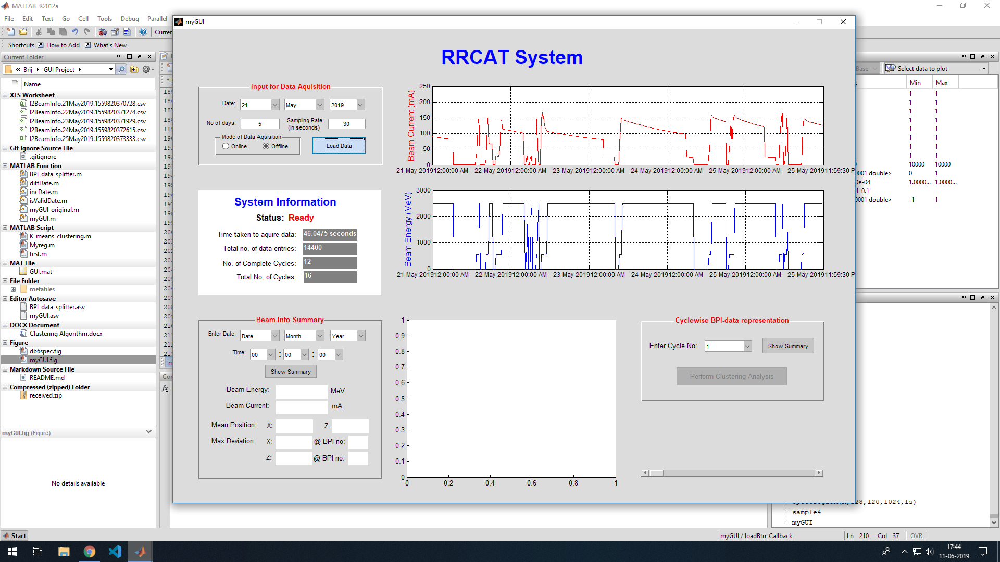 MATLAB R2012a
File Edit Text Go Cell Tools Debug Parallel
Shortcuts How to Add What's New
Current Folder
« Brij GUI Project
Name
XLS Worksheet
I2BeamInfo.21May2019.1559820370728.csv
I2BeamInfo.22May2019.1559820371274.csv
I2BeamInfo.23May2019.1559820371929.csv
I2BeamInfo.24May2019.1559820372615.csv
I2BeamInfo.25May2019.1559820373333.csv
Git Ignore Source File
.gitignore
MATLAB Function
BPI_data_splitter.m
diffDate.m
incDate.m
isValidDate.m
myGUI-original.m
myGUI.m
MATLAB Script
K_means_clustering.m
Myreg.m
test.m
MAT File
GUI.mat
File Folder
metafiles
Editor Autosave
BPI_data_splitter.asv
myGUI.asv
DOCX Document
Clustering Algorithm.docx
Figure
db6spec.fig
myGUI.fig
Markdown Source File
README.md
Compressed (zipped) Folder
received.zip
myGUI.fig (Figure)
No details available
Start
myGUI
RRCAT System
Input for Data Aquisition
Date: 21 May 2019
No of days: 5 Sampling Rate: (in seconds) 30
Mode of Data Aquisition
Online Offline
Load Data
System Information
Status: Ready
Time taken to aquire data: 46.0475 seconds
Total no. of data-entries: 14400
No. of Complete Cycles: 12
Total No. of Cycles: 16
Beam Current (mA)
250
200
150
100
50
0
21-May-201912:00:00 AM 22-May-201912:00:00 AM 23-May-201912:00:00 AM 24-May-201912:00:00 AM 25-May-201912:00:00 AM 25-May-201911:59:30 P
Beam Energy (MeV)
3000
2000
1000
0
21-May-201912:00:00 AM 22-May-201912:00:00 AM 23-May-201912:00:00 AM 24-May-201912:00:00 AM 25-May-201912:00:00 AM 25-May-201911:59:30 P
Beam-Info Summary
Enter Date: Date Month Year
Time: 00 : 00 : 00
Show Summary
Beam Energy: MeV
Beam Current: mA
Mean Position: X: Z:
Max Deviation: X: @ BPI no:
Z: @ BPI no:
1
0.9
0.8
0.7
0.6
0.5
0.4
0.3
0.2
0.1
0
0 0.2 0.4 0.6 0.8 1
Cyclewise BPI-data representation
Enter Cycle No: 1 Show Summary
Perform Clustering Analysis
Base Select data to plot
Min Max
1 1
1 1
1 1
1 1
1 1
1 1
1 1
1 1
10000 10000
0001 double> 0 1
0e-04 1.0000... 1.0000...
1-0.1'
0001 double> -1 1
28,120,1024,fs)
sample4
myGUI
myGUI / loadBtn_Callback Ln 210 Col 37 OVR
17:44
11-06-2019